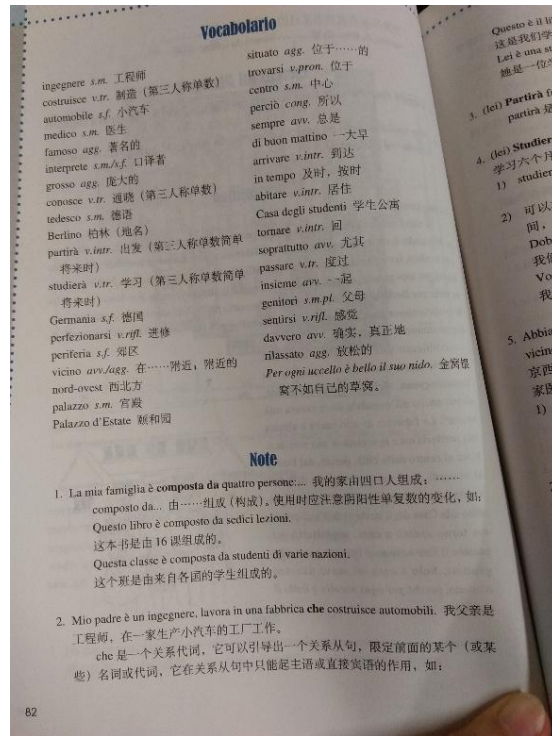 Vocabolario
ingegnere s.m. 工程师
costruisce v.tr. 制造（第三人称单数）
automobile s.f. 小汽车
medico s.m. 医生
famoso agg. 著名的
interprete s.m./s.f. 口译者
grosso agg. 庞大的
conosce v.tr. 通晓（第三人称单数）
tedesco s.m. 德语
Berlino 柏林（地名）
partirà v.intr. 出发（第三人称单数简单
将来时）
studierà v.tr. 学习（第三人称单数简单
将来时）
Germania s.f. 德国
perfezionarsi v.rifl. 进修
periferia s.f. 郊区
vicino avv./agg. 在……附近，附近的
nord-ovest 西北方
palazzo s.m. 宫殿
Palazzo d'Estate 颐和园
situato agg. 位于……的
trovarsi v.pron. 位于
centro s.m. 中心
perciò cong. 所以
sempre avv. 总是
di buon mattino 一大早
arrivare v.intr. 到达
in tempo 及时，按时
abitare v.intr. 居住
Casa degli studenti 学生公寓
tornare v.intr. 回
soprattutto avv. 尤其
passare v.tr. 度过
insieme avv. 一起
genitori s.m.pl. 父母
sentirsi v.rifl. 感觉
davvero avv. 确实，真正地
rilassato agg. 放松的
Per ogni uccello è bello il suo nido. 金窝银
窝不如自己的草窝。
Note
1. La mia famiglia è composta da quattro persone:... 我的家由四口人组成：……
composto da... 由……组成（构成）。使用时应注意阴阳性单复数的变化，如：
Questo libro è composto da sedici lezioni.
这本书是由 16 课组成的。
Questa classe è composta da studenti di varie nazioni.
这个班是由来自各国的学生组成的。
2. Mio padre è un ingegnere, lavora in una fabbrica che costruisce automobili. 我父亲是
工程师，在一家生产小汽车的工厂工作。
che 是一个关系代词，它可以引导出一个关系从句，限定前面的某个（或某
些）名词或代词，它在关系从句中只能起主语或直接宾语的作用，如：
82
Questo è il
这是我们学
Lei è una
她是一位
3. (lei) Partirà
partirà 是
4. (lei) Studier
学习六个月
1) studier
2) 可以
间，
Dob
我们
Vo
我
5. Abbia
vicin
京西
家
1)